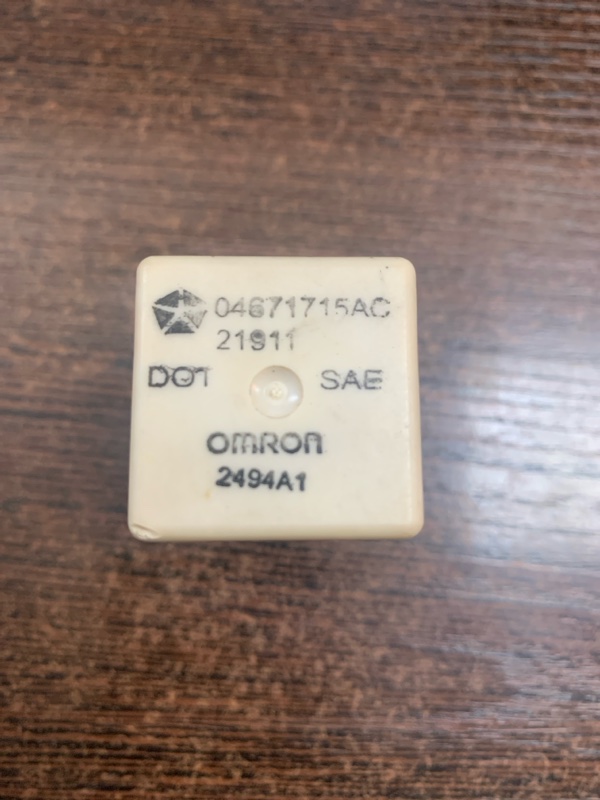 04671715AC
21911
DOT SAE
OMRON
2494A1